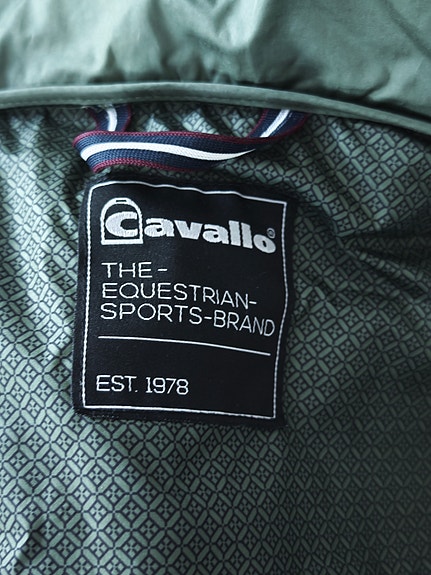 Cavallo®
THE-
EQUESTRIAN-
SPORTS-BRAND
EST. 1978